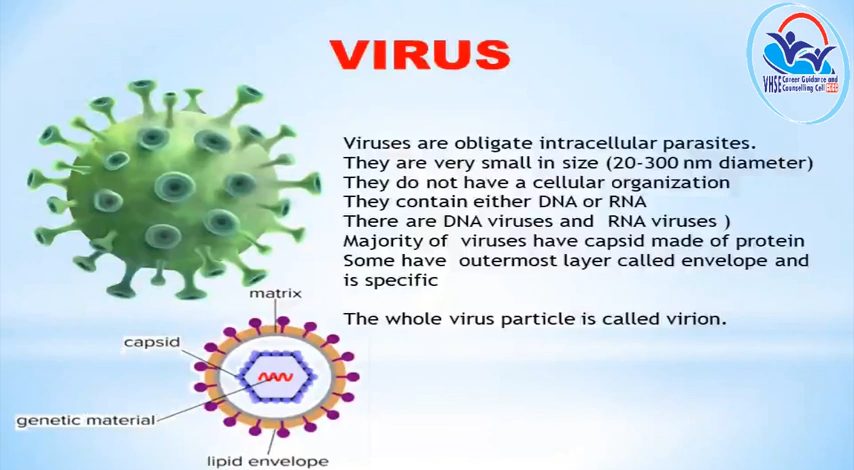 VIRUS
VHSE Career Guidance and
Counselling Cell
Viruses are obligate intracellular parasites.
They are very small in size (20-300 nm diameter)
They do not have a cellular organization
They contain either DNA or RNA
There are DNA viruses and RNA viruses )
Majority of viruses have capsid made of protein
Some have outermost layer called envelope and
is specific
The whole virus particle is called virion.
matrix
capsid
genetic material
lipid envelope